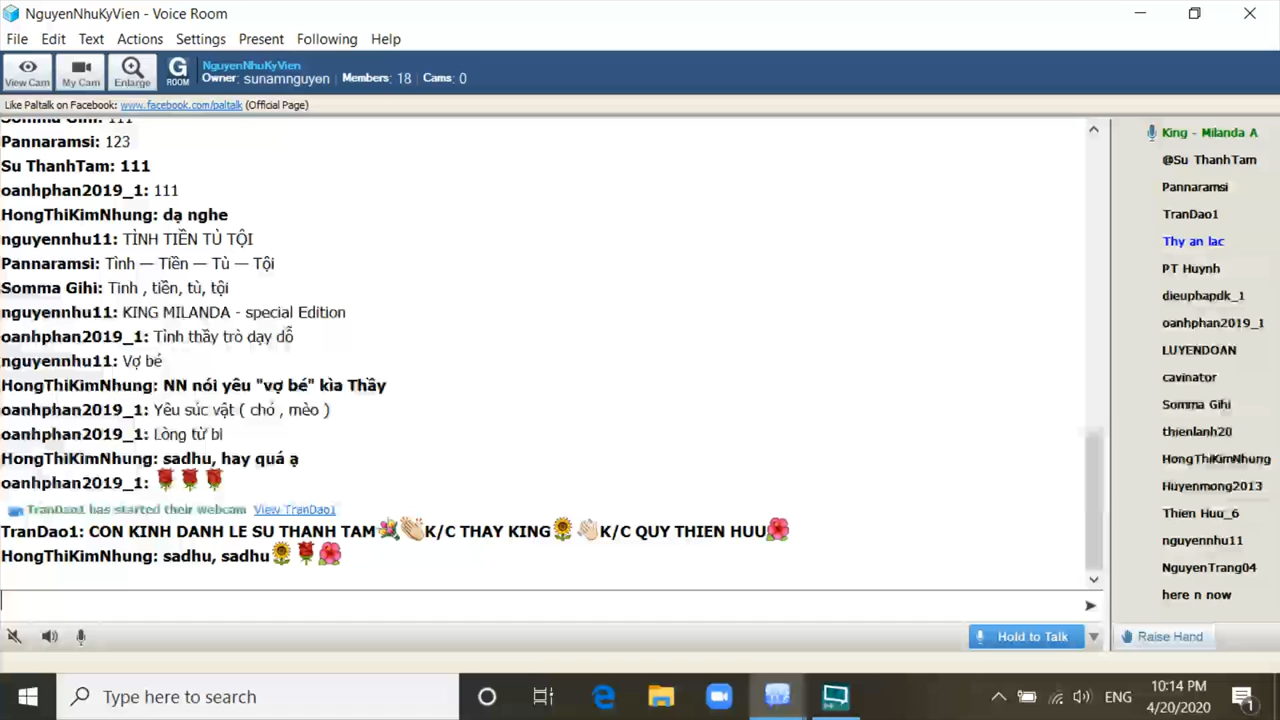 NguyenNhuKyVien - Voice Room
File Edit Text Actions Settings Present Following Help
View Cam My Cam Enlarge G ROOM
NguyenNhuKyVien
Owner: sunamnguyen Members: 18 Cams: 0
Like Paltalk on Facebook: www.facebook.com/paltalk (Official Page)
Somma Gihi: 111
Pannaramsi: 123
Su ThanhTam: 111
oanhphan2019_1: 111
HongThiKimNhung: dạ nghe
nguyennhu11: TÌNH TIỀN TÙ TỘI
Pannaramsi: Tình — Tiền — Tù — Tội
Somma Gihi: Tình , tiền, tù, tội
nguyennhu11: KING MILANDA - special Edition
oanhphan2019_1: Tình thầy trò dạy dỗ
nguyennhu11: Vợ bé
HongThiKimNhung: NN nói yêu "vợ bé" kìa Thầy
oanhphan2019_1: Yêu súc vật ( chó , mèo )
oanhphan2019_1: Lòng từ bi
HongThiKimNhung: sadhu, hay quá ạ
oanhphan2019_1: 🌹🌹🌹
TranDao1 has started their webcam View TranDao1
TranDao1: CON KINH DANH LE SU THANH TAM💐👏🏻K/C THAY KING🌻👏🏻K/C QUY THIEN HUU🌺
HongThiKimNhung: sadhu, sadhu🌻🌹🌺
Hold to Talk
King - Milanda A
@Su ThanhTam
Pannaramsi
TranDao1
Thy an lac
PT Huynh
dieuphapdk_1
oanhphan2019_1
LUYENDOAN
cavinator
Somma Gihi
thienlanh20
HongThiKimNhung
Huyenmong2013
Thien Huu_6
nguyennhu11
NguyenTrang04
here n now
Raise Hand
Type here to search
ENG
10:14 PM
4/20/2020
1